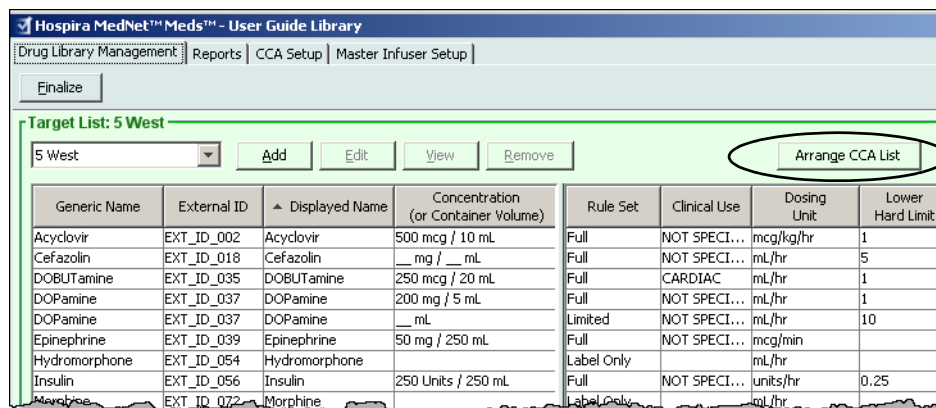 Hospira MedNet™ Meds™ - User Guide Library
Drug Library Management Reports CCA Setup Master Infuser Setup
Finalize
Target List: 5 West
5 West Add Edit View Remove Arrange CCA List
Generic Name External ID Displayed Name Concentration (or Container Volume) Rule Set Clinical Use Dosing Unit Lower Hard Limit
Acyclovir EXT_ID_002 Acyclovir 500 mcg / 10 mL Full NOT SPECI... mcg/kg/hr 1
Cefazolin EXT_ID_018 Cefazolin __ mg / __ mL Full NOT SPECI... mL/hr 5
DOBUTamine EXT_ID_035 DOBUTamine 250 mcg / 20 mL Full CARDIAC mL/hr 1
DOPamine EXT_ID_037 DOPamine 200 mg / 5 mL Full NOT SPECI... mL/hr 1
DOPamine EXT_ID_037 DOPamine __ mL Limited NOT SPECI... mL/hr 10
Epinephrine EXT_ID_039 Epinephrine 50 mg / 250 mL Full NOT SPECI... mcg/min
Hydromorphone EXT_ID_054 Hydromorphone Label Only mL/hr
Insulin EXT_ID_056 Insulin 250 Units / 250 mL Full NOT SPECI... units/hr 0.25
Morphine EXT_ID_072 Morphine Label Only mL/hr